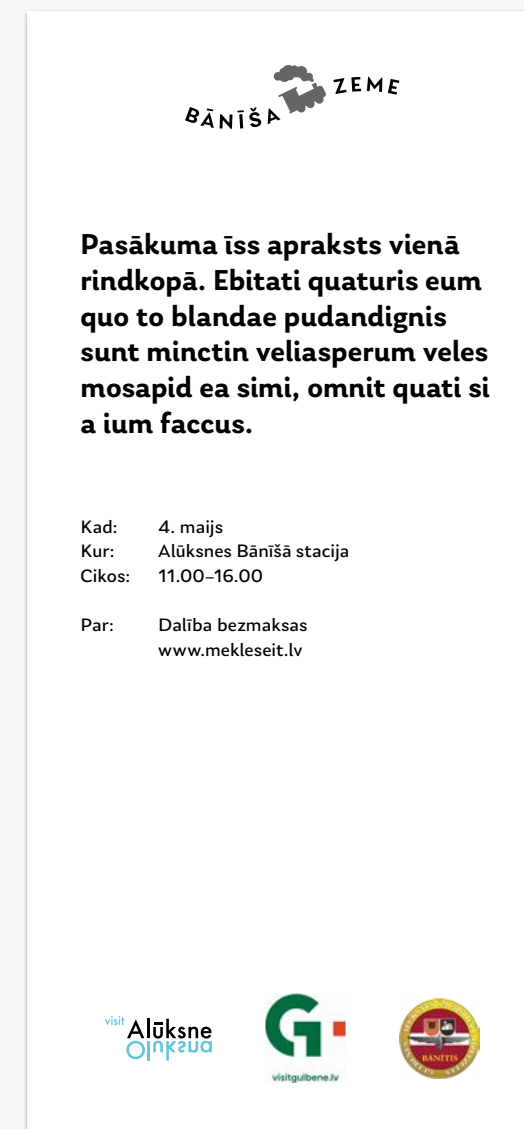 BĀNĪŠA ZEME
Pasākuma īss apraksts vienā
rindkopā. Ebitati quaturis eum
quo to blandae pudandignis
sunt minctin veliasperum veles
mosapid ea simi, omnit quati si
a ium faccus.
Kad: 4. maijs
Kur: Alūksnes Bānīšā stacija
Cikos: 11.00–16.00
Par: Dalība bezmaksas
www.mekleseit.lv
visit Alūksne
Alūksne
G
visitgulbene.lv
BĀNĪTIS